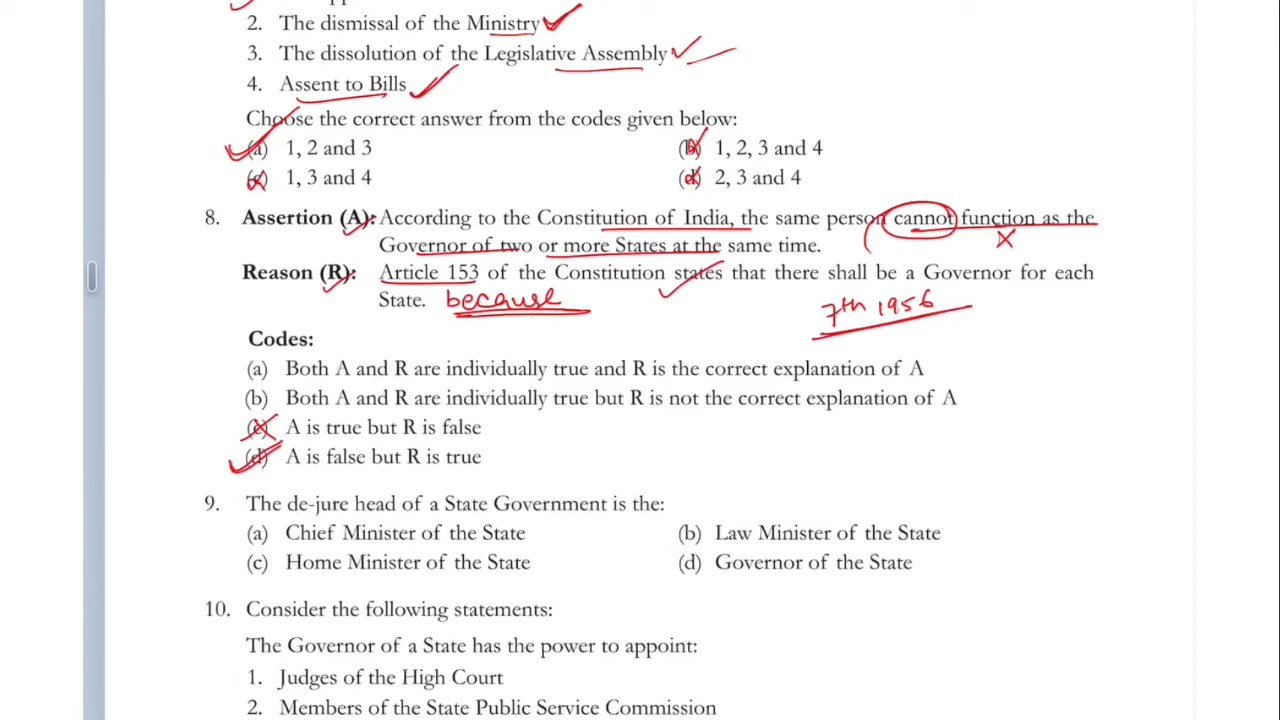 2. The dismissal of the Ministry
3. The dissolution of the Legislative Assembly
4. Assent to Bills
Choose the correct answer from the codes given below:
(a) 1, 2 and 3 (b) 1, 2, 3 and 4
(c) 1, 3 and 4 (d) 2, 3 and 4
8. Assertion (A): According to the Constitution of India, the same person cannot function as the
Governor of two or more States at the same time.
Reason (R): Article 153 of the Constitution states that there shall be a Governor for each
State. because
7th 1956
Codes:
(a) Both A and R are individually true and R is the correct explanation of A
(b) Both A and R are individually true but R is not the correct explanation of A
(c) A is true but R is false
(d) A is false but R is true
9. The de-jure head of a State Government is the:
(a) Chief Minister of the State (b) Law Minister of the State
(c) Home Minister of the State (d) Governor of the State
10. Consider the following statements:
The Governor of a State has the power to appoint:
1. Judges of the High Court
2. Members of the State Public Service Commission